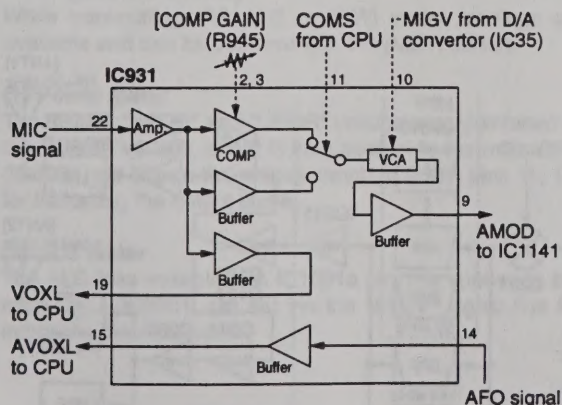 [COMP GAIN]
(R945)
COMS
from CPU
MIGV from D/A
convertor (IC35)
IC931
2, 3
11
10
MIC
signal
22
Amp.
COMP
VCA
Buffer
Buffer
9
AMOD
to IC1141
Buffer
VOXL
to CPU
19
AVOXL
to CPU
15
Buffer
14
AFO signal